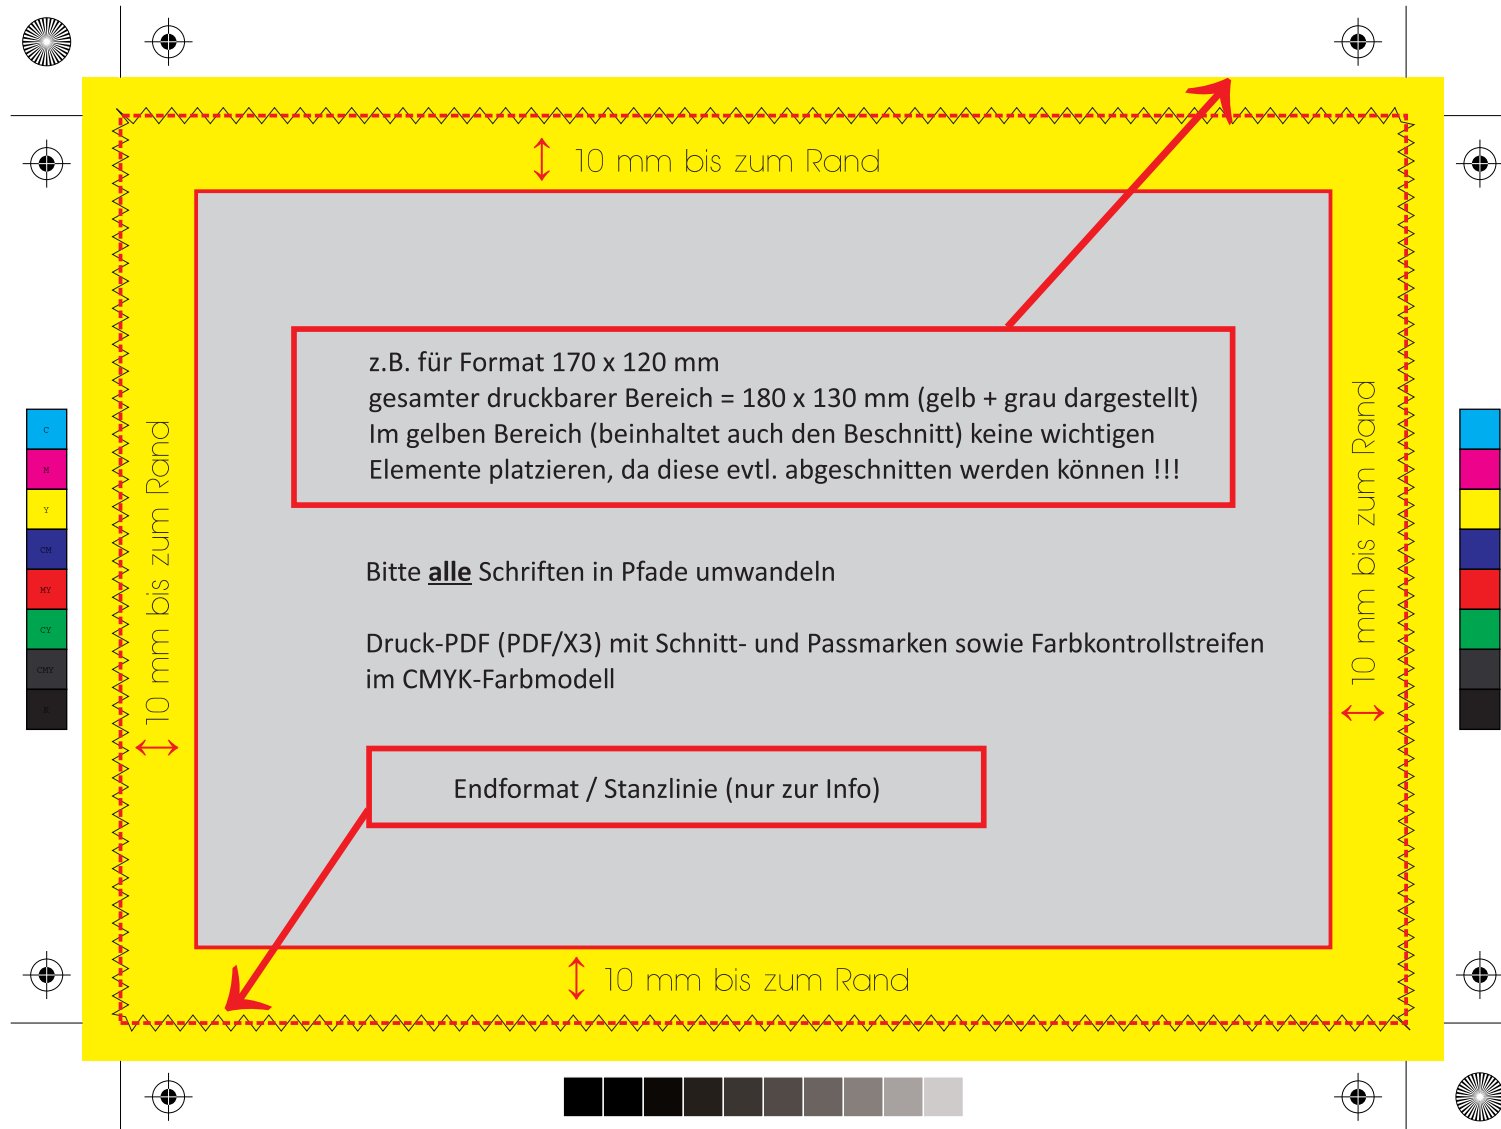 10 mm bis zum Rand
z.B. für Format 170 x 120 mm
gesamter druckbarer Bereich = 180 x 130 mm (gelb + grau dargestellt)
Im gelben Bereich (beinhaltet auch den Beschnitt) keine wichtigen
Elemente platzieren, da diese evtl. abgeschnitten werden können !!!
10 mm bis zum Rand
10 mm bis zum Rand
C
M
Y
CM
MY
CY
CMY
K
Bitte alle Schriften in Pfade umwandeln
Druck-PDF (PDF/X3) mit Schnitt- und Passmarken sowie Farbkontrollstreifen
im CMYK-Farbmodell
Endformat / Stanzlinie (nur zur Info)
10 mm bis zum Rand